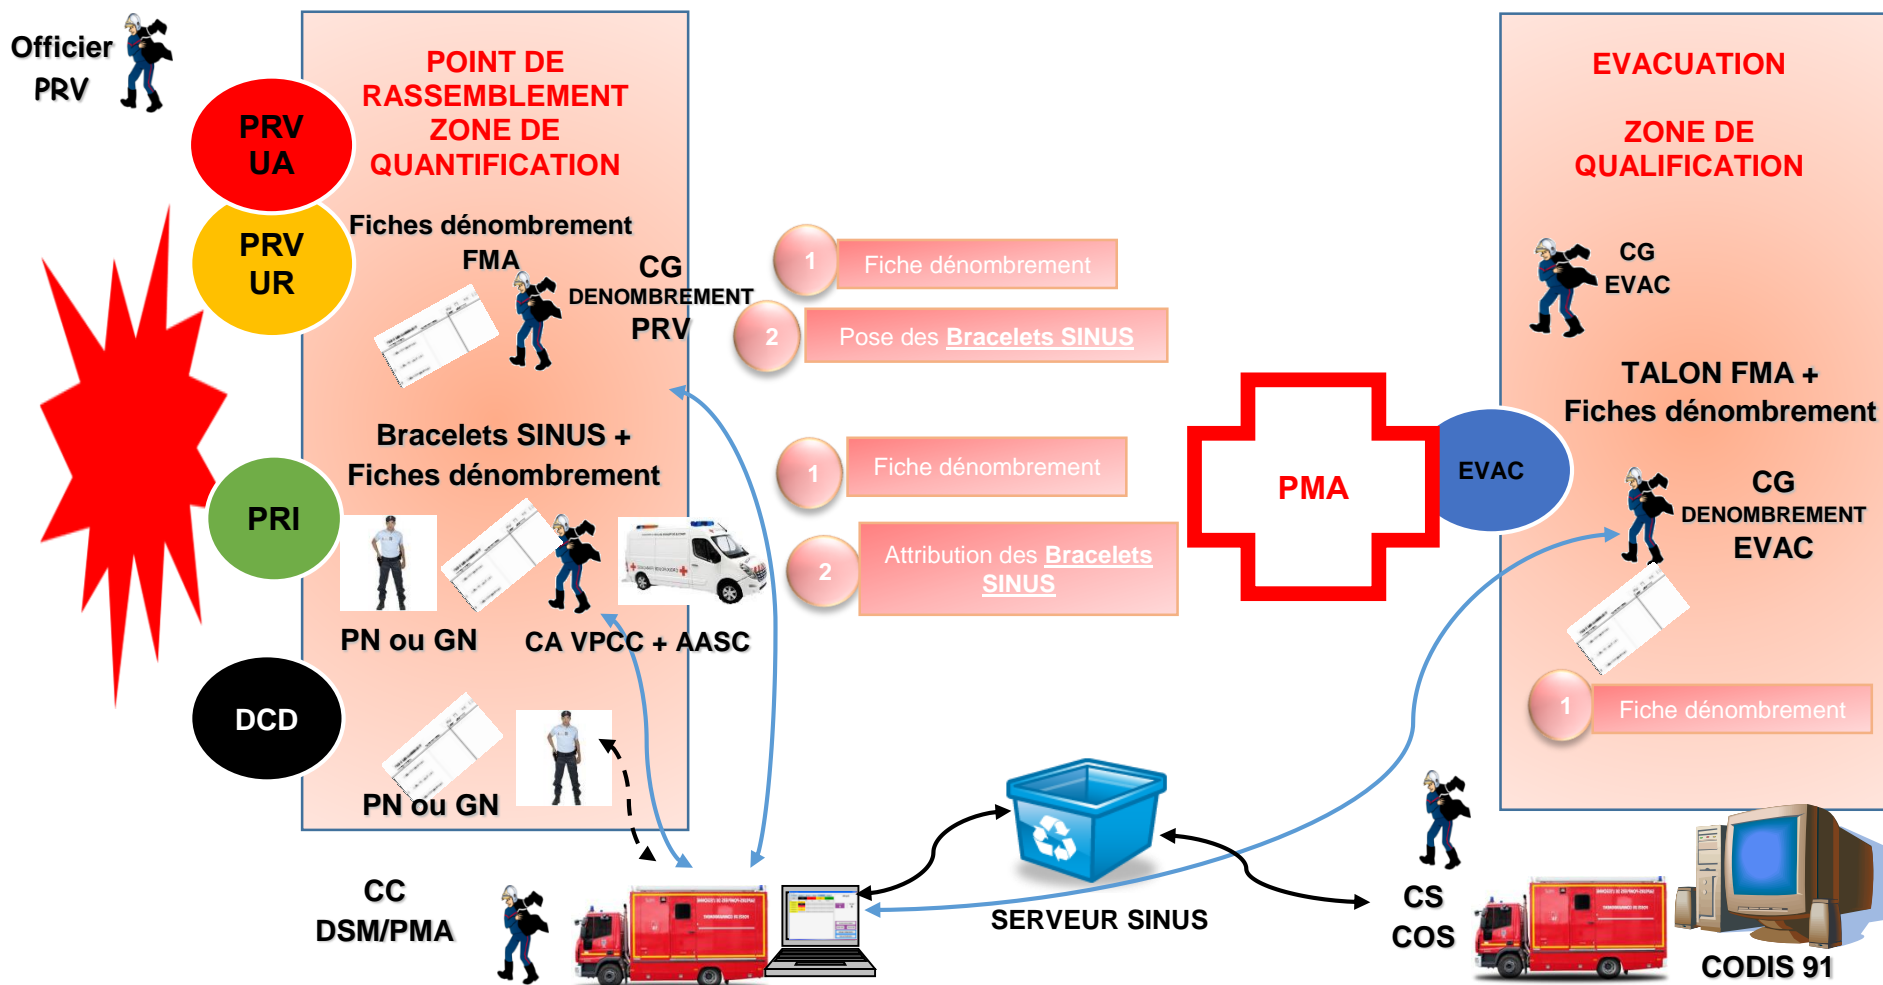 Officier
PRV
POINT DE
RASSEMBLEMENT
ZONE DE
QUANTIFICATION
PRV
UA
PRV
UR
Fiches dénombrement
FMA
CG
DENOMBREMENT
PRV
1
Fiche dénombrement
2
Pose des Bracelets SINUS
Bracelets SINUS +
Fiches dénombrement
PRI
PN ou GN
CA VPCC + AASC
1
Fiche dénombrement
2
Attribution des Bracelets
SINUS
DCD
PN ou GN
PMA
EVAC
EVACUATION
ZONE DE
QUALIFICATION
CG
EVAC
TALON FMA +
Fiches dénombrement
CG
DENOMBREMENT
EVAC
1
Fiche dénombrement
CC
DSM/PMA
SERVEUR SINUS
CS
COS
CODIS 91